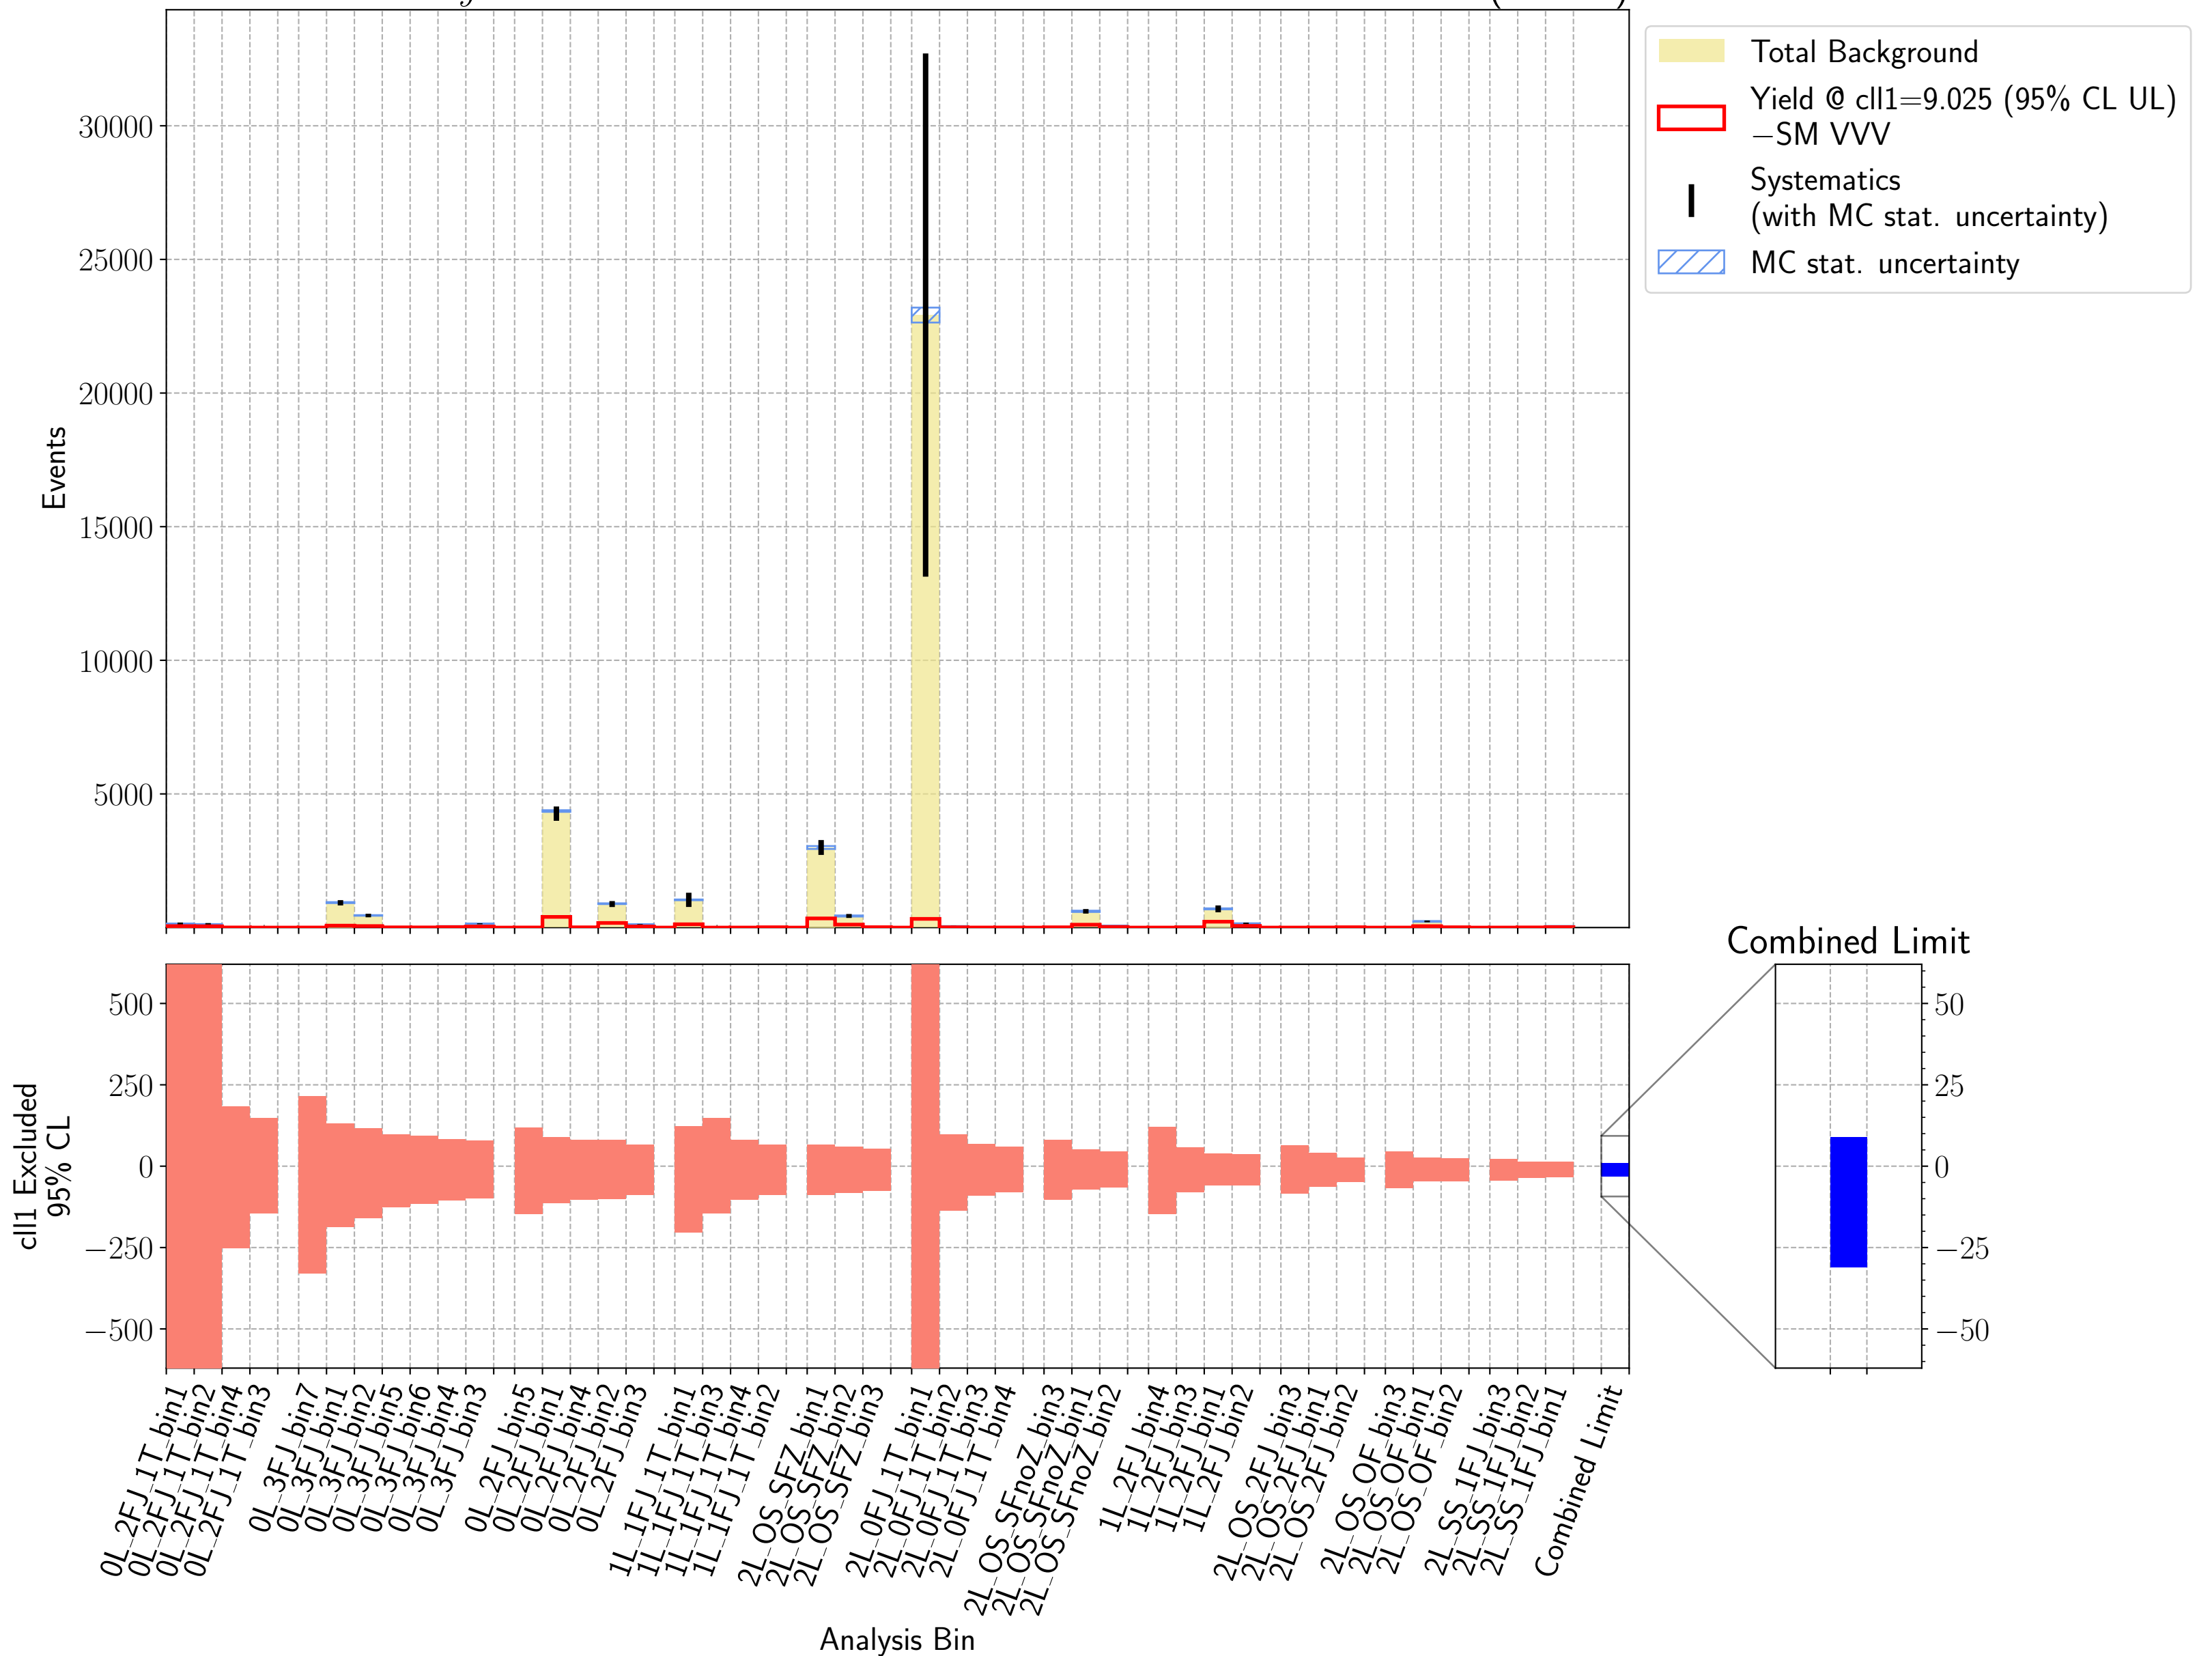 Total Background
Yield @ cll1=9.025 (95% CL UL)
−SM VVV
Systematics
(with MC stat. uncertainty)
MC stat. uncertainty
30000
25000
20000
15000
10000
5000
Events
Combined Limit
500
250
0
−250
−500
cll1 Excluded
95% CL
50
25
0
−25
−50
0L_2FJ_1T_bin1
0L_2FJ_1T_bin2
0L_2FJ_1T_bin4
0L_2FJ_1T_bin3
0L_3FJ_bin7
0L_3FJ_bin1
0L_3FJ_bin2
0L_3FJ_bin5
0L_3FJ_bin6
0L_3FJ_bin4
0L_3FJ_bin3
0L_2FJ_bin5
0L_2FJ_bin1
0L_2FJ_bin4
0L_2FJ_bin2
0L_2FJ_bin3
1L_1FJ_1T_bin1
1L_1FJ_1T_bin3
1L_1FJ_1T_bin4
1L_1FJ_1T_bin2
2L_OS_SFZ_bin1
2L_OS_SFZ_bin2
2L_OS_SFZ_bin3
2L_0FJ_1T_bin1
2L_0FJ_1T_bin2
2L_0FJ_1T_bin3
2L_0FJ_1T_bin4
2L_OS_SFnoZ_bin3
2L_OS_SFnoZ_bin1
2L_OS_SFnoZ_bin2
1L_2FJ_bin4
1L_2FJ_bin3
1L_2FJ_bin1
1L_2FJ_bin2
2L_OS_2FJ_bin3
2L_OS_2FJ_bin1
2L_OS_2FJ_bin2
2L_OS_OF_bin3
2L_OS_OF_bin1
2L_OS_OF_bin2
2L_SS_1FJ_bin3
2L_SS_1FJ_bin2
2L_SS_1FJ_bin1
Combined Limit
Analysis Bin